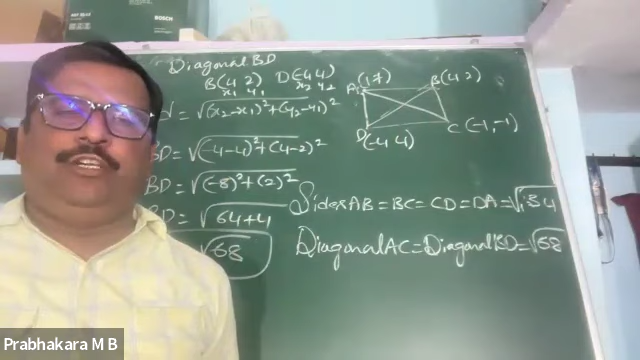 BOSCH
Diagonal BD
B(4 2) D(-4 4)
x₁ y₁ x₂ y₂
d = √(x₂-x₁)²+(y₂-y₁)²
BD = √(-4-4)²+(4-2)²
BD = √(-8)²+(2)²
BD = √64+4
√68
A(1 7) B(4 2)
D(-4 4) C(-1,-1)
Sides AB = BC = CD = DA = √34
Diagonal AC = Diagonal BD = √68
Prabhakara M B